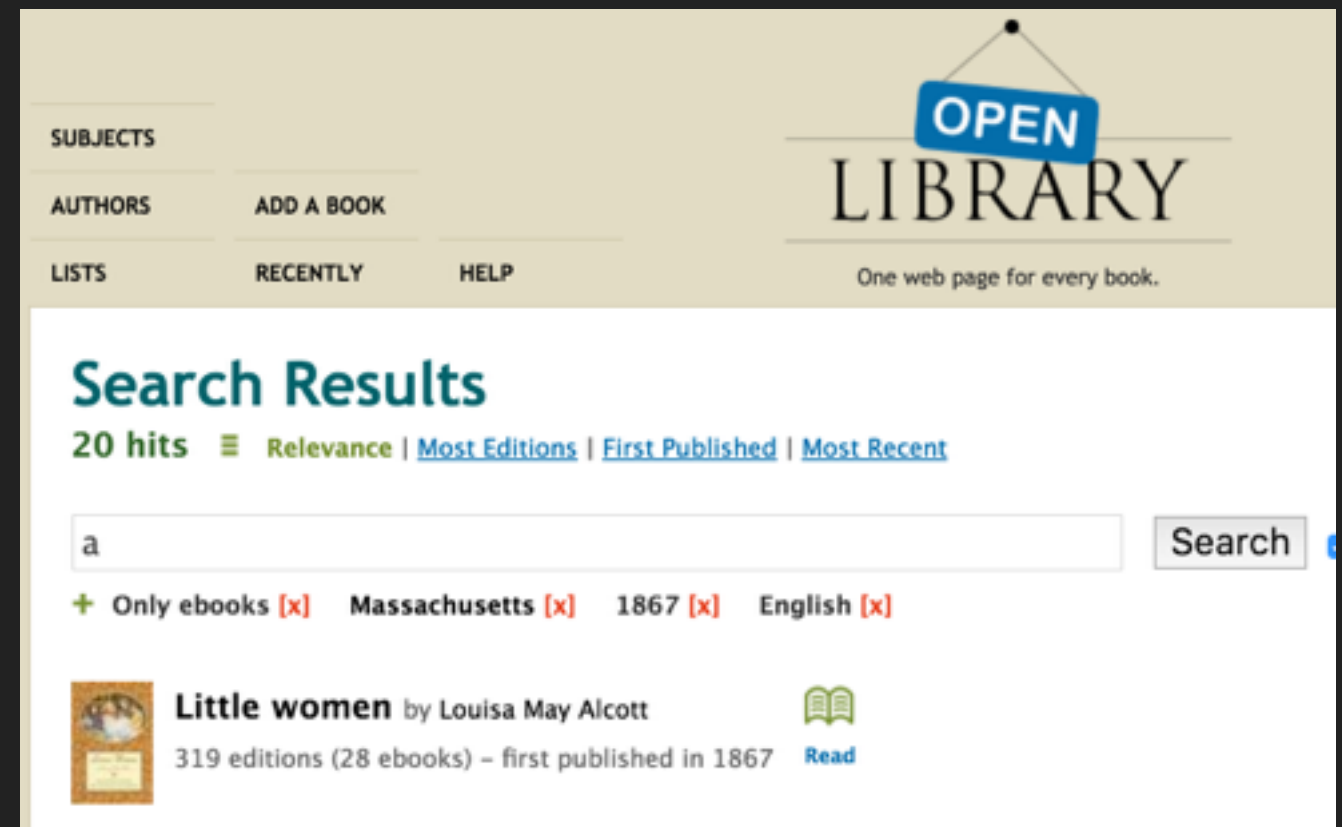 OPEN
LIBRARY
One web page for every book.
SUBJECTS
AUTHORS ADD A BOOK
LISTS RECENTLY HELP
Search Results
20 hits Relevance | Most Editions | First Published | Most Recent
a Search
+ Only ebooks [x] Massachusetts [x] 1867 [x] English [x]
Little women by Louisa May Alcott
319 editions (28 ebooks) – first published in 1867 Read